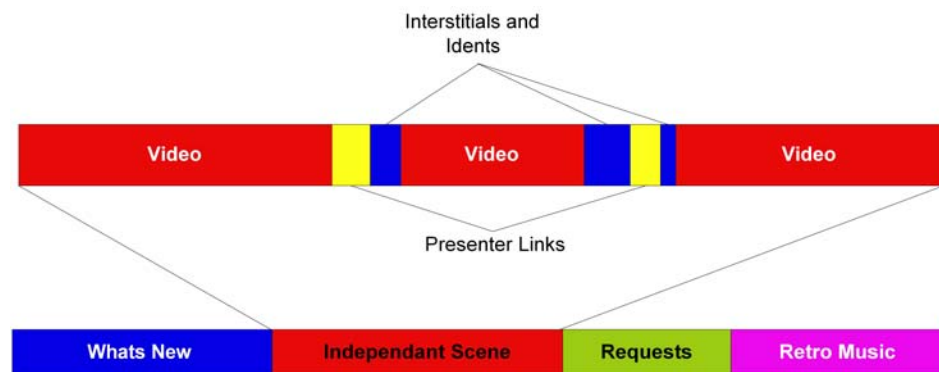 Interstitials and
Idents
Video
Video
Video
Presenter Links
Whats New
Independant Scene
Requests
Retro Music